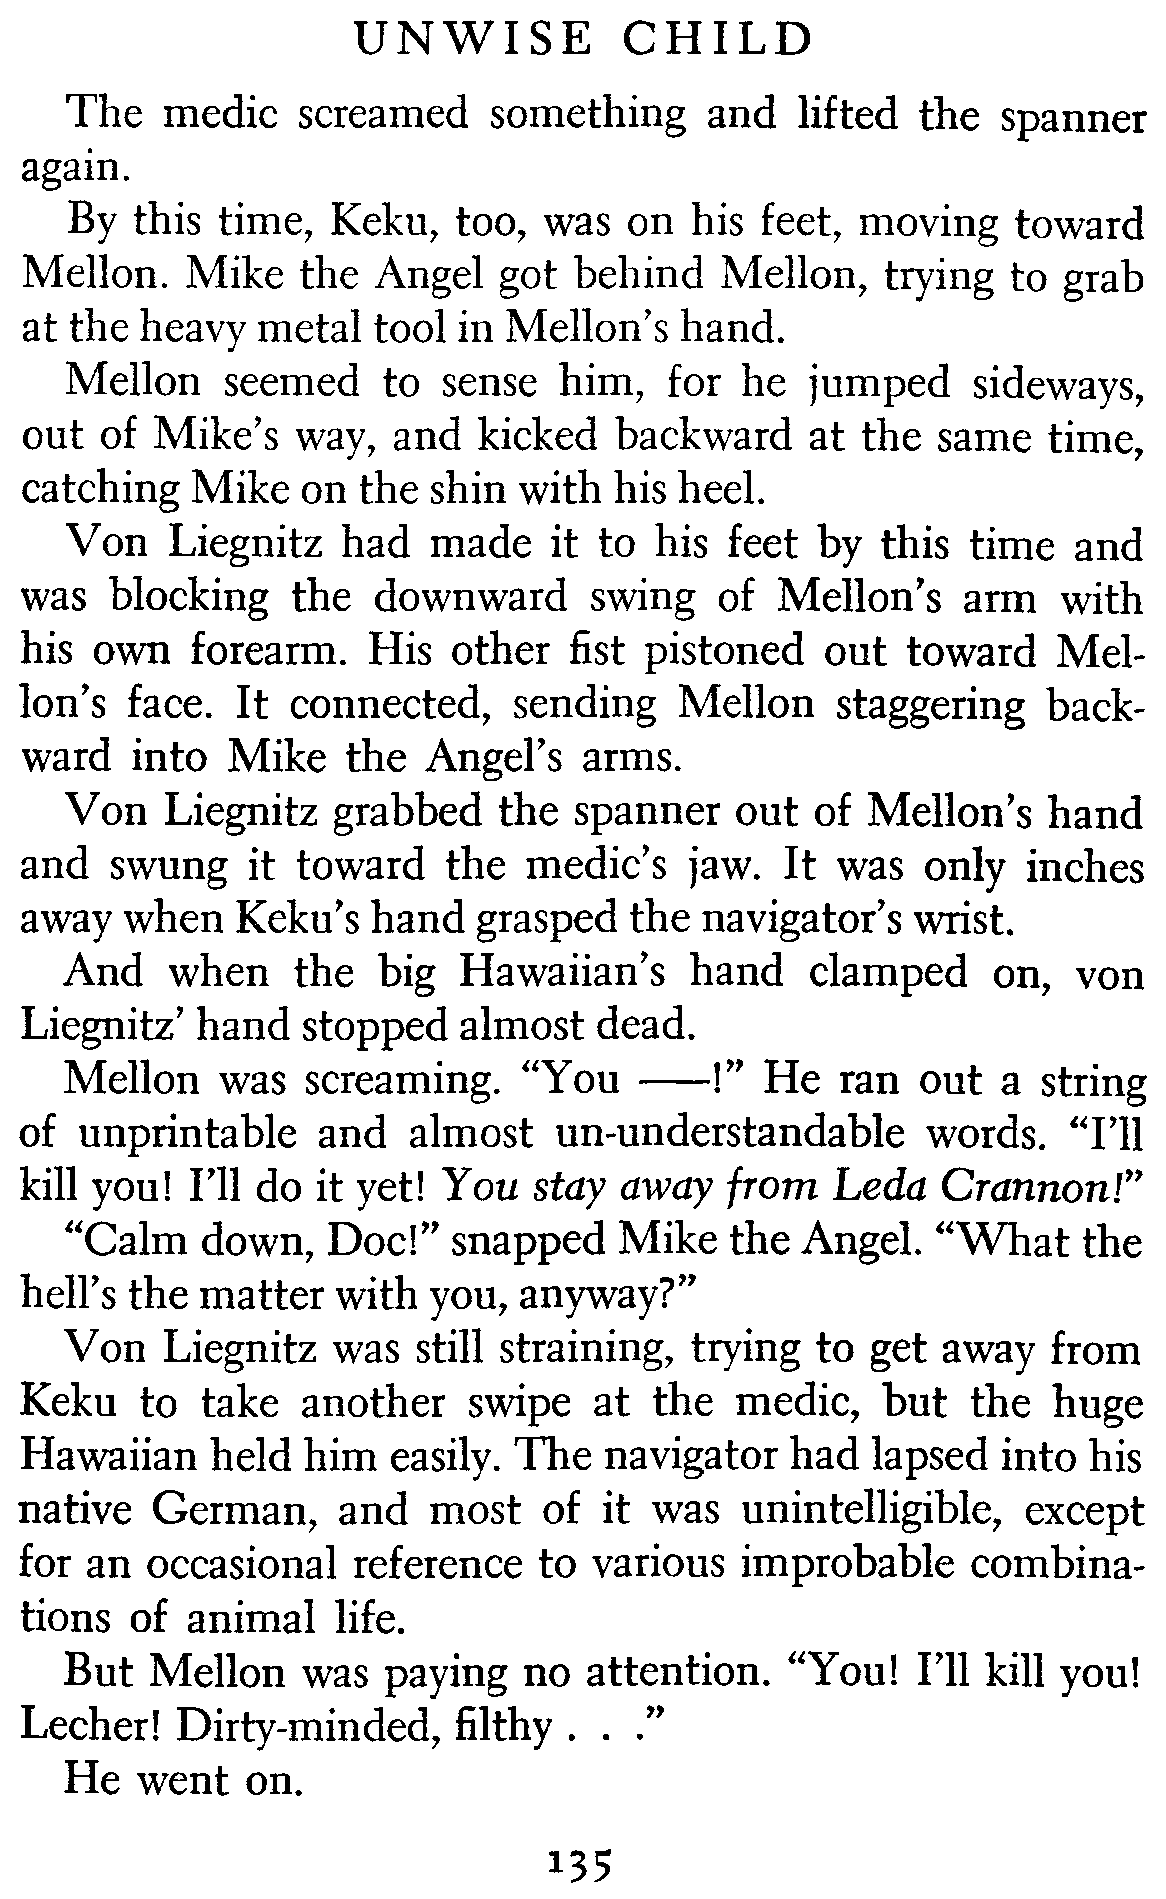 UNWISE CHILD
The medic screamed something and lifted the spanner
again.
By this time, Keku, too, was on his feet, moving toward
Mellon. Mike the Angel got behind Mellon, trying to grab
at the heavy metal tool in Mellon's hand.
Mellon seemed to sense him, for he jumped sideways,
out of Mike's way, and kicked backward at the same time,
catching Mike on the shin with his heel.
Von Liegnitz had made it to his feet by this time and
was blocking the downward swing of Mellon's arm with
his own forearm. His other fist pistoned out toward Mel-
lon's face. It connected, sending Mellon staggering back-
ward into Mike the Angel's arms.
Von Liegnitz grabbed the spanner out of Mellon's hand
and swung it toward the medic's jaw. It was only inches
away when Keku's hand grasped the navigator's wrist.
And when the big Hawaiian's hand clamped on, von
Liegnitz' hand stopped almost dead.
Mellon was screaming. “You ——!” He ran out a string
of unprintable and almost un-understandable words. “I'll
kill you! I'll do it yet! You stay away from Leda Crannon!”
“Calm down, Doc!” snapped Mike the Angel. “What the
hell's the matter with you, anyway?”
Von Liegnitz was still straining, trying to get away from
Keku to take another swipe at the medic, but the huge
Hawaiian held him easily. The navigator had lapsed into his
native German, and most of it was unintelligible, except
for an occasional reference to various improbable combina-
tions of animal life.
But Mellon was paying no attention. “You! I'll kill you!
Lecher! Dirty-minded, filthy . . .”
He went on.
135